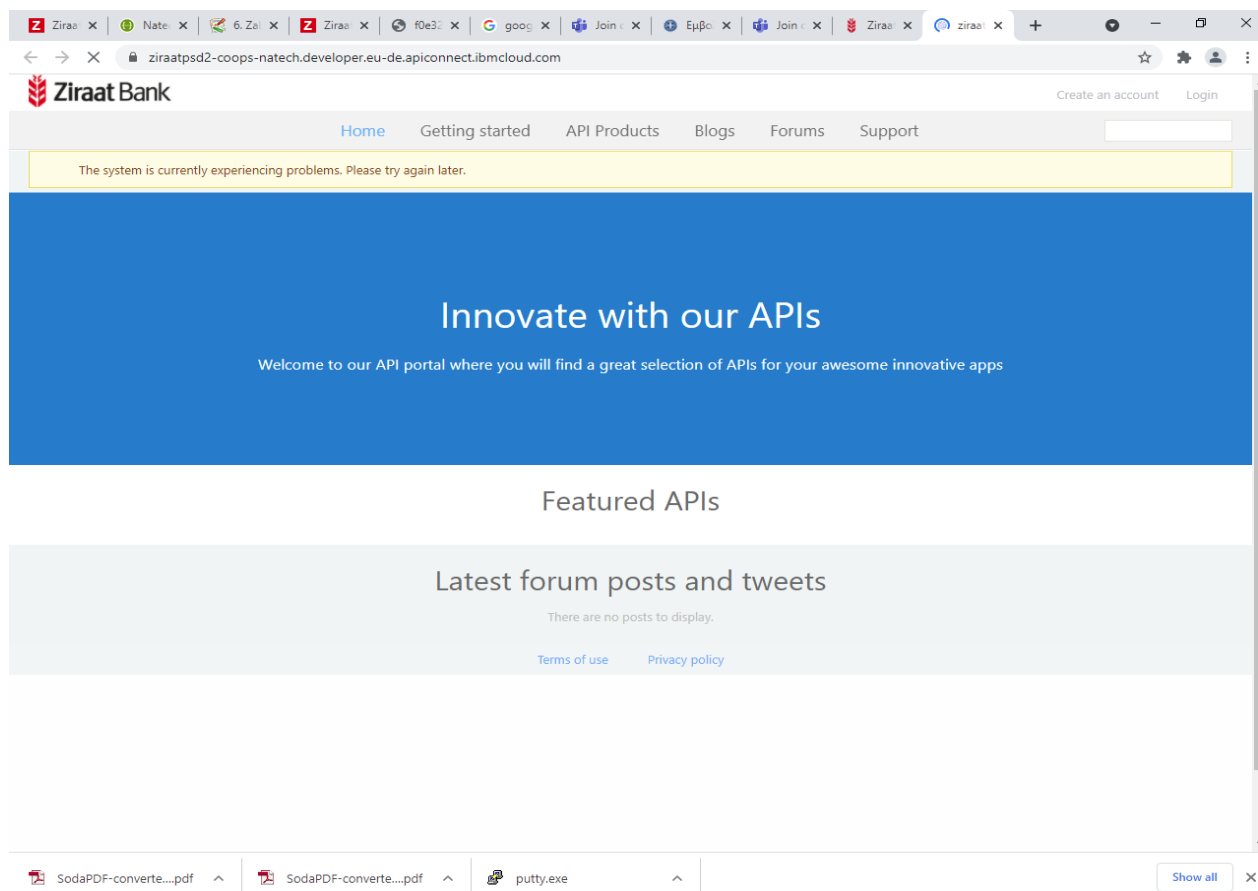 Ziraa Nate 6. Zai Ziraa f0e32 goog Join c Εμβο Join c Ziraa ziraat
ziraatpsd2-coops-natech.developer.eu-de.apiconnect.ibmcloud.com
Ziraat Bank
Create an account Login
Home Getting started API Products Blogs Forums Support
The system is currently experiencing problems. Please try again later.
Innovate with our APIs
Welcome to our API portal where you will find a great selection of APIs for your awesome innovative apps
Featured APIs
Latest forum posts and tweets
There are no posts to display.
Terms of use Privacy policy
SodaPDF-converte....pdf SodaPDF-converte....pdf putty.exe Show all